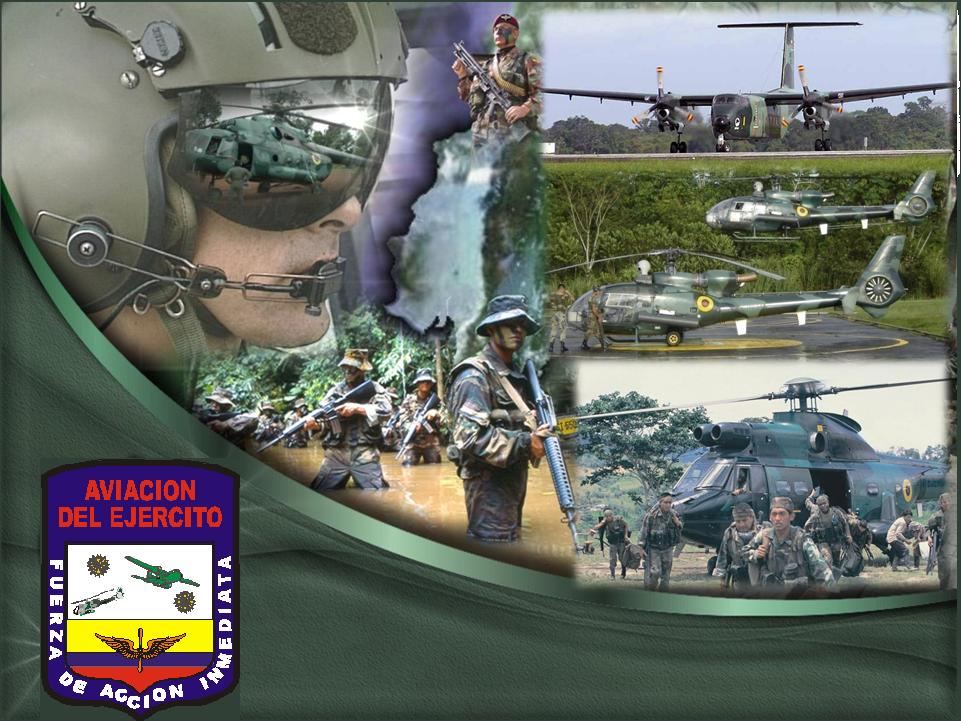 AVIACION
DEL EJERCITO
FUERZA DE ACCION INMEDIATA